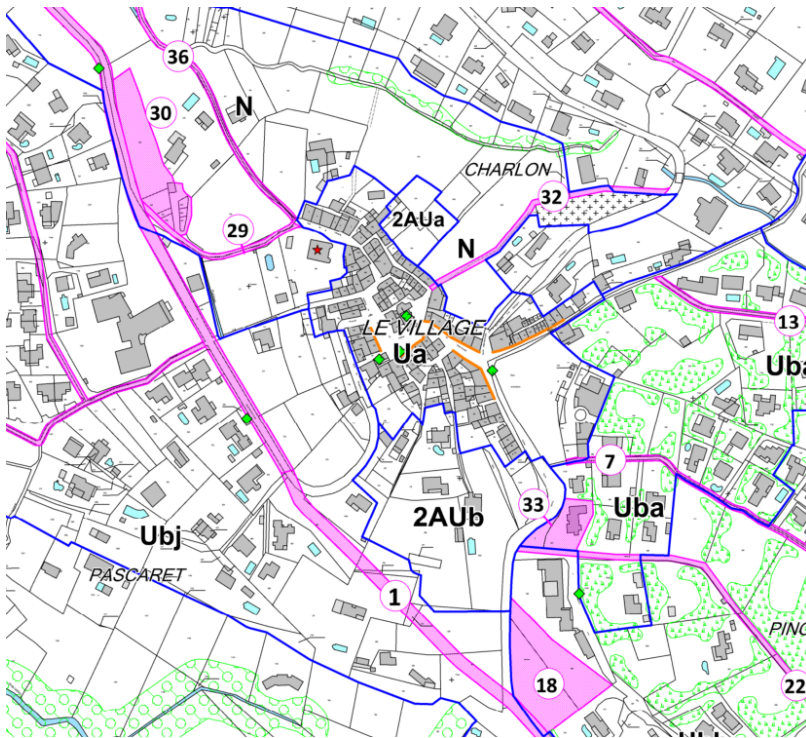 36
30
N
CHARLON
32
2AUa
29
N
13
LE VILLAGE
Ua
Uba
7
33
Uba
2AUb
Ubj
PASCARET
1
PINC
18
22